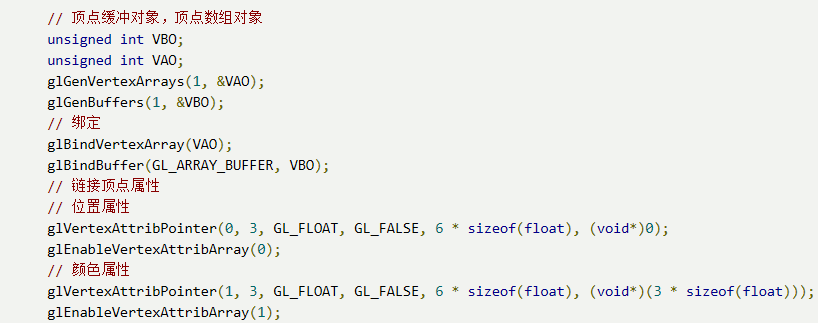 // 顶点缓冲对象，顶点数组对象
unsigned int VBO;
unsigned int VAO;
glGenVertexArrays(1, &VAO);
glGenBuffers(1, &VBO);
// 绑定
glBindVertexArray(VAO);
glBindBuffer(GL_ARRAY_BUFFER, VBO);
// 链接顶点属性
// 位置属性
glVertexAttribPointer(0, 3, GL_FLOAT, GL_FALSE, 6 * sizeof(float), (void*)0);
glEnableVertexAttribArray(0);
// 颜色属性
glVertexAttribPointer(1, 3, GL_FLOAT, GL_FALSE, 6 * sizeof(float), (void*)(3 * sizeof(float)));
glEnableVertexAttribArray(1);